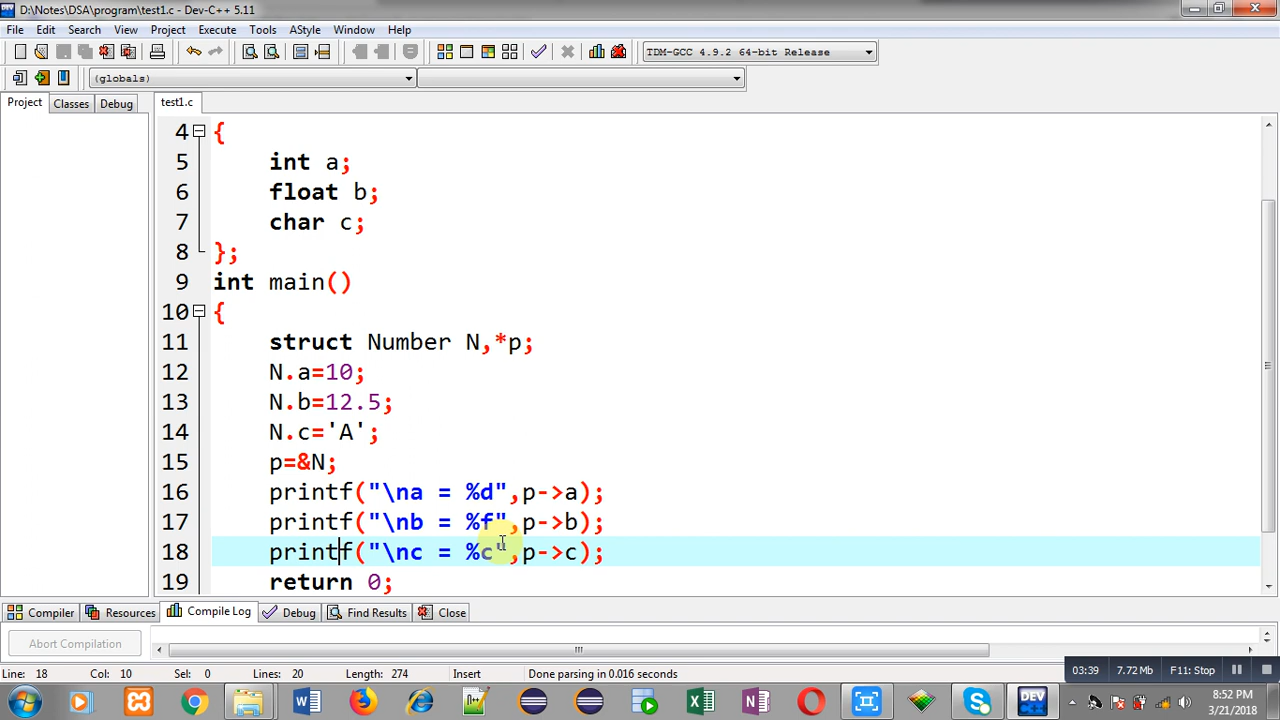 D:\Notes\DSA\program\test1.c - Dev-C++ 5.11
File Edit Search View Project Execute Tools AStyle Window Help
TDM-GCC 4.9.2 64-bit Release
(globals)
Project Classes Debug test1.c
4 {
5 int a;
6 float b;
7 char c;
8 };
9 int main()
10 {
11 struct Number N,*p;
12 N.a=10;
13 N.b=12.5;
14 N.c='A';
15 p=&N;
16 printf("\na = %d",p->a);
17 printf("\nb = %f",p->b);
18 printf("\nc = %c",p->c);
19 return 0;
Compiler Resources Compile Log Debug Find Results Close
Abort Compilation
Line: 18 Col: 10 Sel: 0 Lines: 20 Length: 274 Insert Done parsing in 0.016 seconds
03:39 7.72 Mb F11: Stop
DEV
8:52 PM
3/21/2018